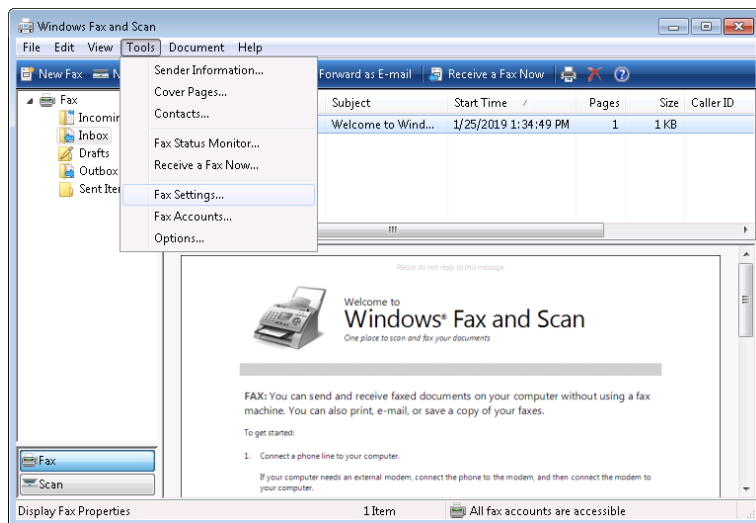 Windows Fax and Scan
File Edit View Tools Document Help
New Fax N Forward as E-mail Receive a Fax Now
Sender Information...
Cover Pages...
Contacts...
Fax Status Monitor...
Receive a Fax Now...
Fax Settings...
Fax Accounts...
Options...
Fax
Incomin
Inbox
Drafts
Outbox
Sent Iter
Subject Start Time Pages Size Caller ID
Welcome to Wind... 1/25/2019 1:34:49 PM 1 1 KB
Please do not reply to this message.
Welcome to
Windows® Fax and Scan
One place to scan and fax your documents
FAX: You can send and receive faxed documents on your computer without using a fax
machine. You can also print, e-mail, or save a copy of your faxes.
To get started:
1. Connect a phone line to your computer.
If your computer needs an external modem, connect the phone to the modem, and then connect the modem to
your computer.
Fax
Scan
Display Fax Properties 1 Item All fax accounts are accessible